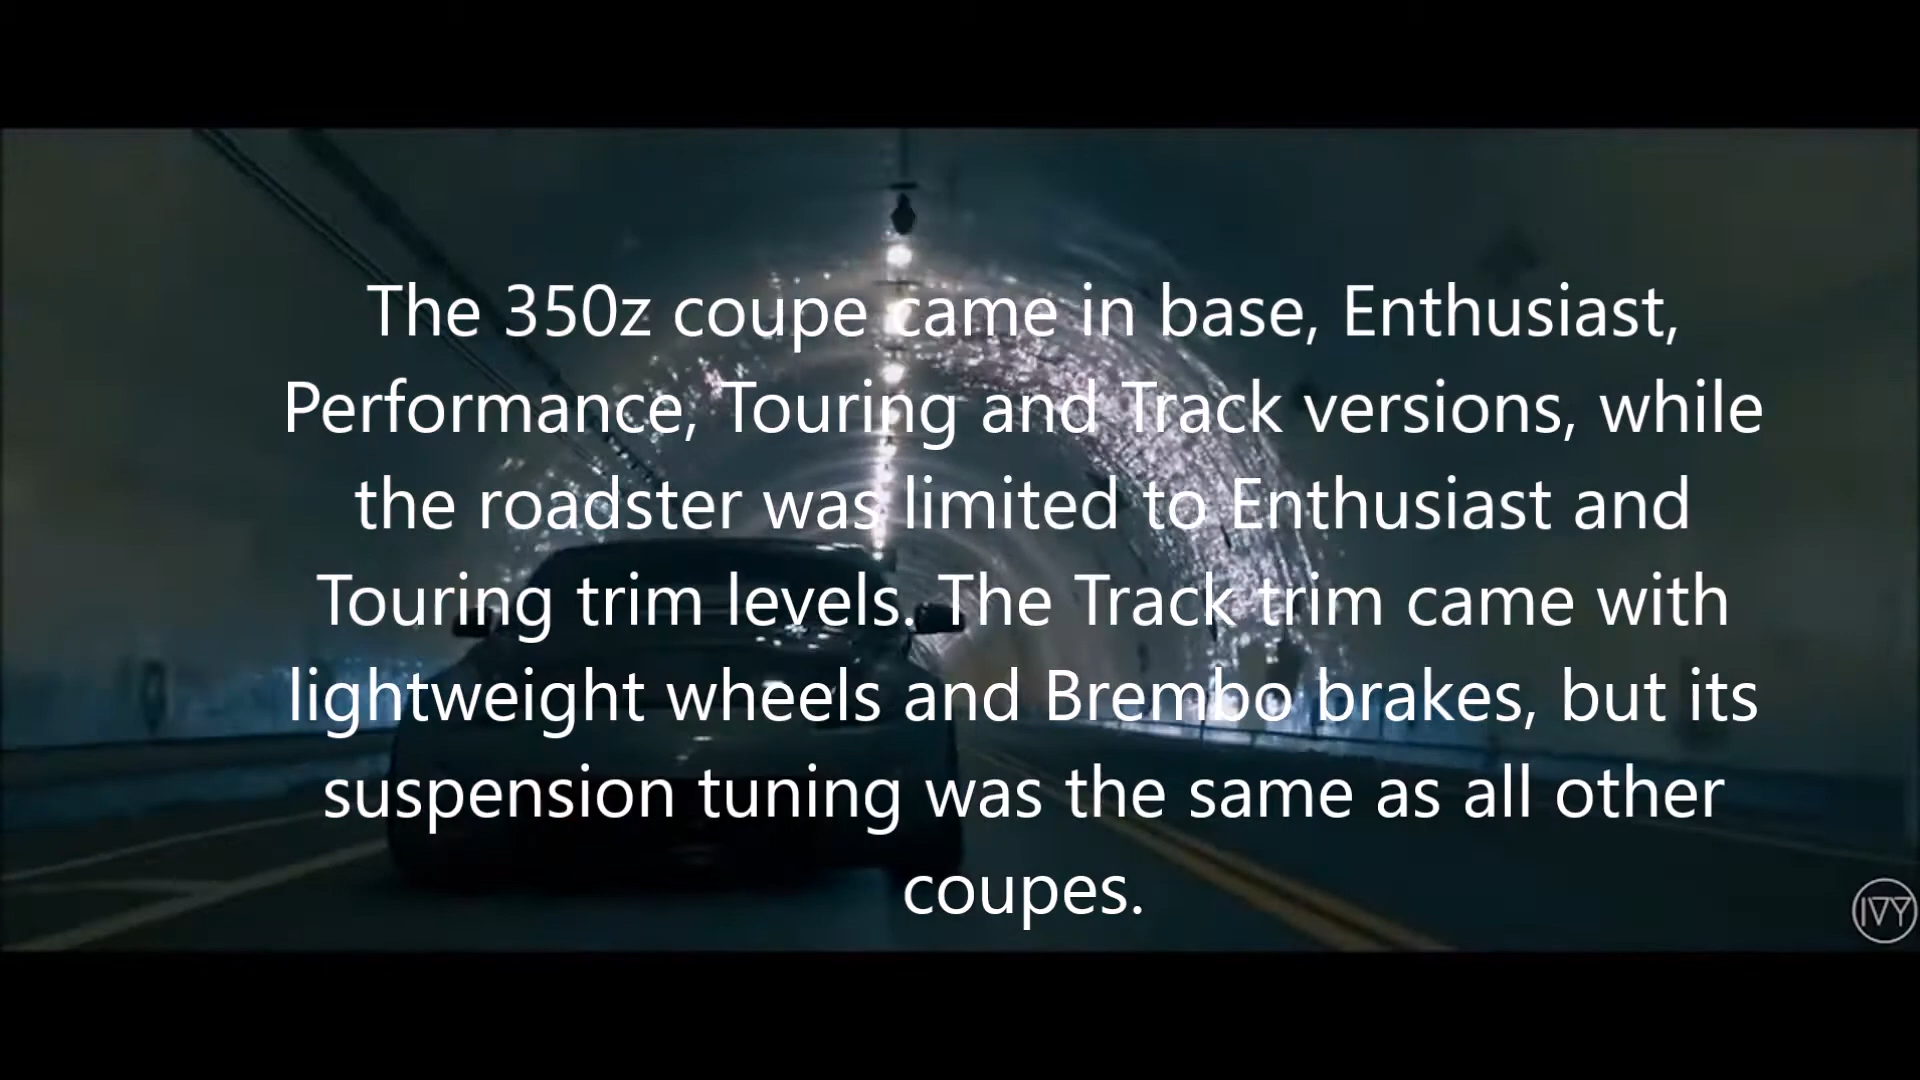 The 350z coupe came in base, Enthusiast,
Performance, Touring and Track versions, while
the roadster was limited to Enthusiast and
Touring trim levels. The Track trim came with
lightweight wheels and Brembo brakes, but its
suspension tuning was the same as all other
coupes.
IVY